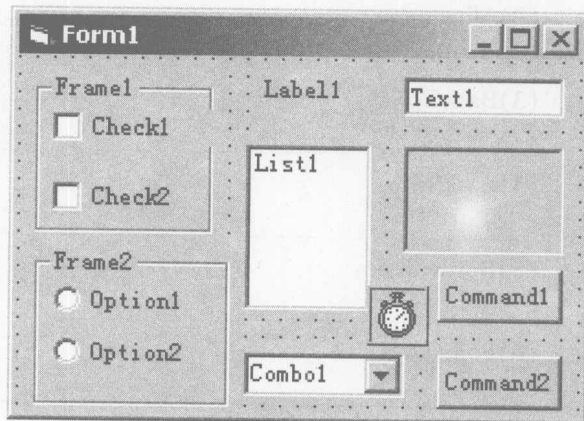 Form1
Frame1
Check1
Check2
Label1
Text1
List1
Frame2
Option1
Option2
Combo1
Command1
Command2